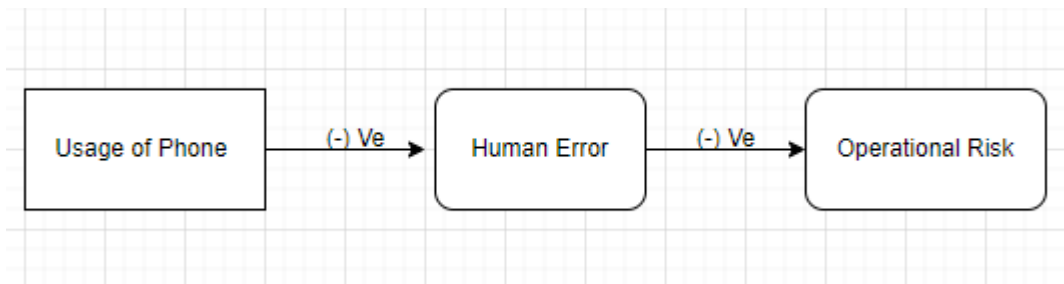 Usage of Phone
(-) Ve
Human Error
(-) Ve
Operational Risk